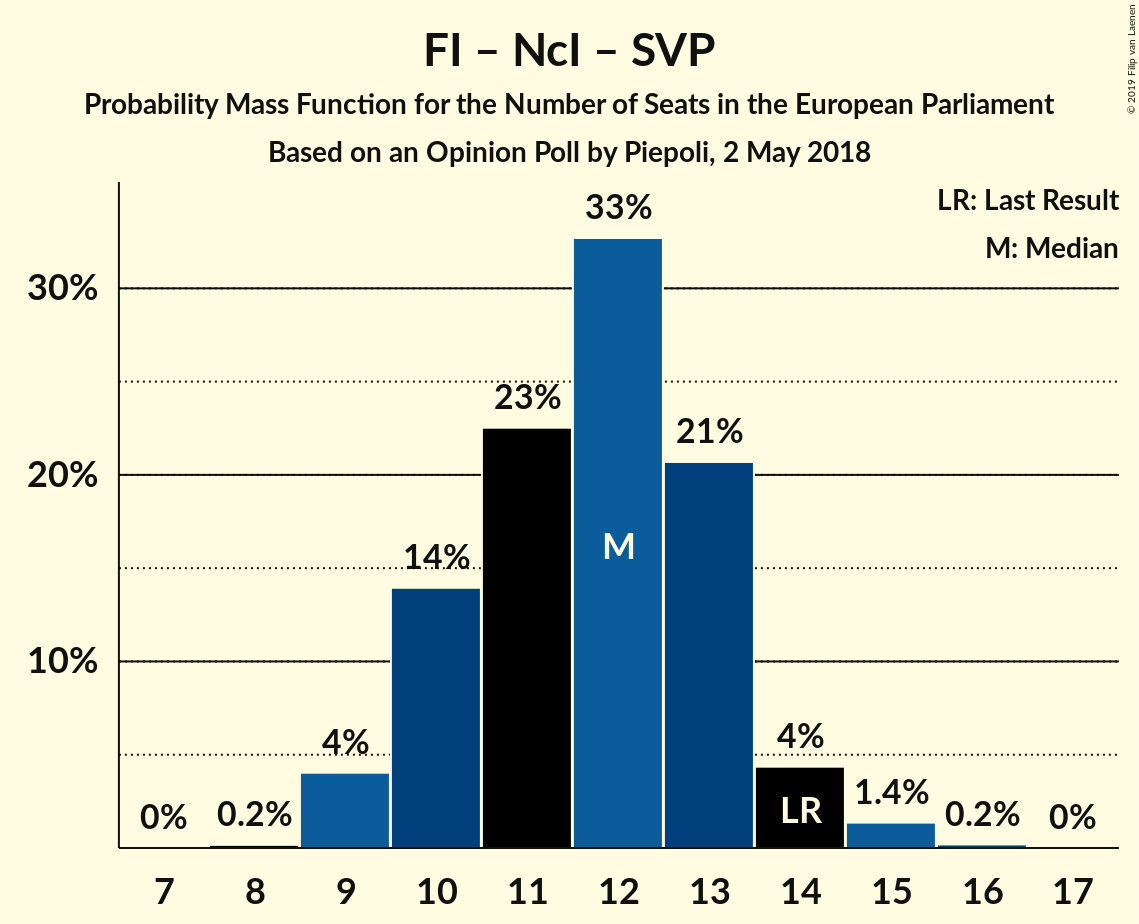 FI – NcI – SVP
Probability Mass Function for the Number of Seats in the European Parliament
Based on an Opinion Poll by Piepoli, 2 May 2018
© 2019 Filip van Laenen
LR: Last Result
M: Median
30%
20%
10%
0%
0.2%
4%
14%
23%
33%
21%
4%
1.4%
0.2%
0%
M
LR
7 8 9 10 11 12 13 14 15 16 17